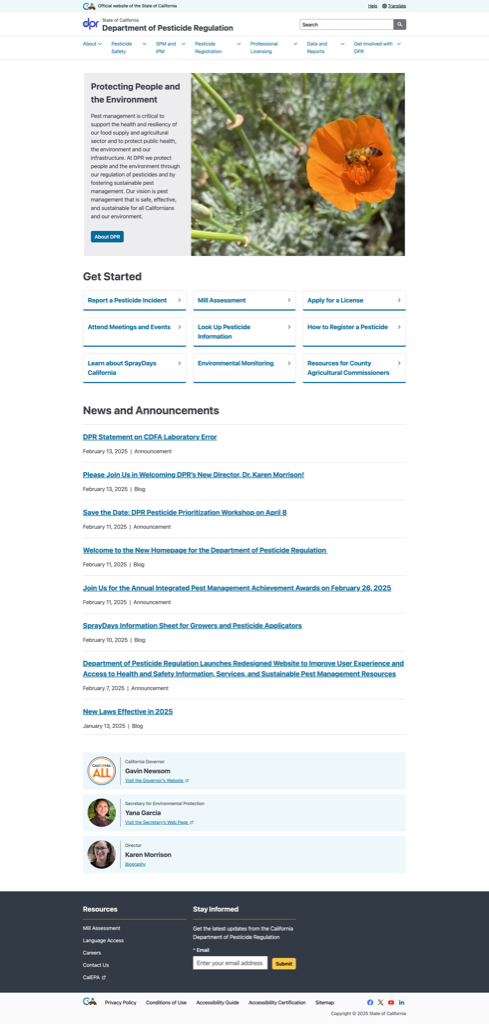 CA Official website of the State of California
Help Translate
dpr
State of California
Department of Pesticide Regulation
Search
About
Pesticide Safety
SPM and IPM
Pesticide Registration
Professional Licensing
Data and Reports
Get Involved with DPR
Protecting People and
the Environment
Pest management is critical to
support the health and resiliency of
our food supply and agricultural
sector and to protect public health,
the environment and our
infrastructure. At DPR we protect
people and the environment through
our regulation of pesticides and by
fostering sustainable pest
management. Our vision is pest
management that is safe, effective,
and sustainable for all Californians
and our environment.
About DPR
Get Started
Report a Pesticide Incident
Mill Assessment
Apply for a License
Attend Meetings and Events
Look Up Pesticide
Information
How to Register a Pesticide
Learn about SprayDays
California
Environmental Monitoring
Resources for County
Agricultural Commissioners
News and Announcements
DPR Statement on CDFA Laboratory Error
February 13, 2025 | Announcement
Please Join Us in Welcoming DPR's New Director, Dr. Karen Morrison!
February 13, 2025 | Blog
Save the Date: DPR Pesticide Prioritization Workshop on April 8
February 11, 2025 | Announcement
Welcome to the New Homepage for the Department of Pesticide Regulation
February 11, 2025 | Blog
Join Us for the Annual Integrated Pest Management Achievement Awards on February 26, 2025
February 11, 2025 | Announcement
SprayDays Information Sheet for Growers and Pesticide Applicators
February 10, 2025 | Blog
Department of Pesticide Regulation Launches Redesigned Website to Improve User Experience and
Access to Health and Safety Information, Services, and Sustainable Pest Management Resources
February 7, 2025 | Announcement
New Laws Effective in 2025
January 13, 2025 | Blog
CALIFORNIA
ALL
California Governor
Gavin Newsom
Visit the Governor's Website
Secretary for Environmental Protection
Yana Garcia
Visit the Secretary's Web Page
Director
Karen Morrison
Biography
Resources
Mill Assessment
Language Access
Careers
Contact Us
CalEPA
Stay Informed
Get the latest updates from the California
Department of Pesticide Regulation
* Email
Enter your email address
Submit
CA Privacy Policy Conditions of Use Accessibility Guide Accessibility Certification Sitemap
Copyright © 2025 State of California